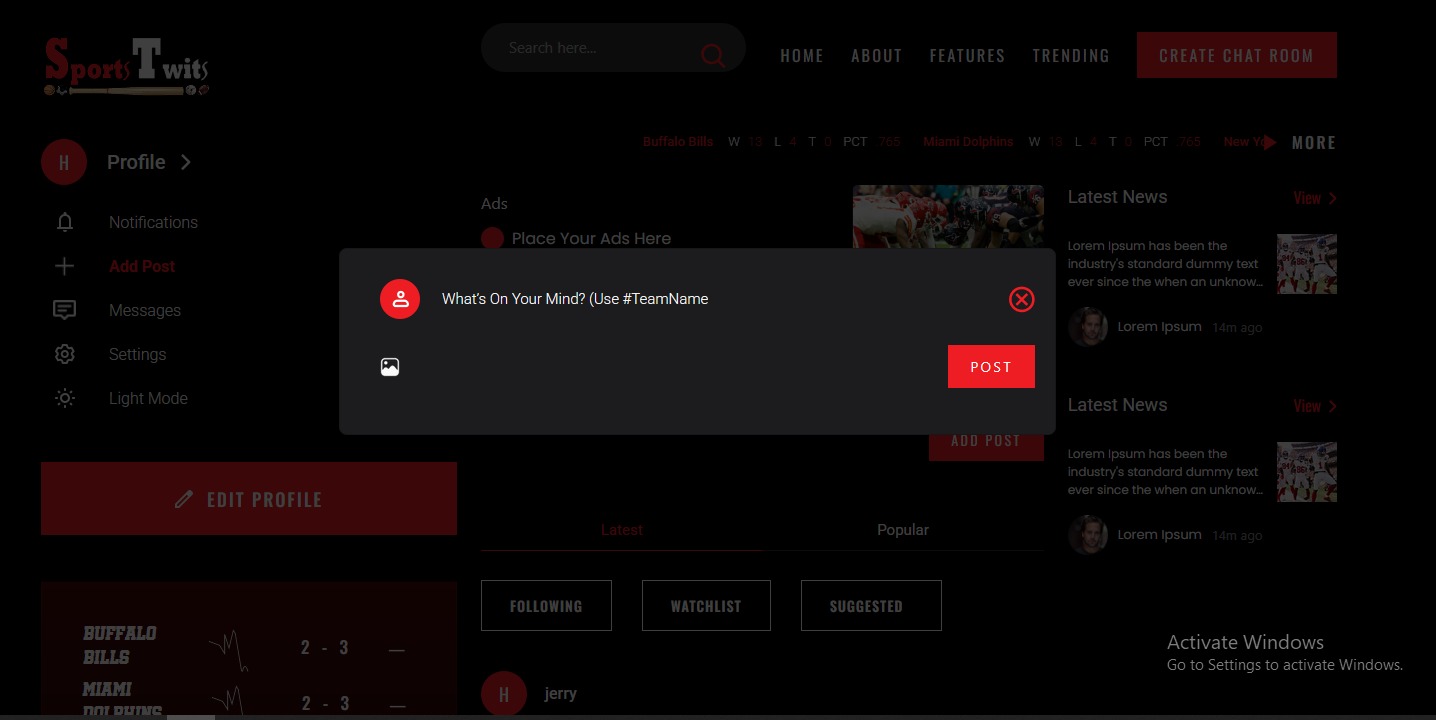 Sports Twits
Search here...
HOME ABOUT FEATURES TRENDING CREATE CHAT ROOM
Buffalo Bills W 13 L 4 T 0 PCT .765 Miami Dolphins W 13 L 4 T 0 PCT .765 New Yo MORE
H Profile
Notifications
Add Post
Messages
Settings
Light Mode
EDIT PROFILE
BUFFALO
BILLS
2 - 3 —
MIAMI
DOLPHINS
2 - 3 —
Ads
Place Your Ads Here
What's On Your Mind? (Use #TeamName
POST
ADD POST
Latest Popular
FOLLOWING WATCHLIST SUGGESTED
H jerry
Latest News View
Lorem Ipsum has been the
industry's standard dummy text
ever since the when an unknow...
Lorem Ipsum 14m ago
Latest News View
Lorem Ipsum has been the
industry's standard dummy text
ever since the when an unknow...
Lorem Ipsum 14m ago
Activate Windows
Go to Settings to activate Windows.